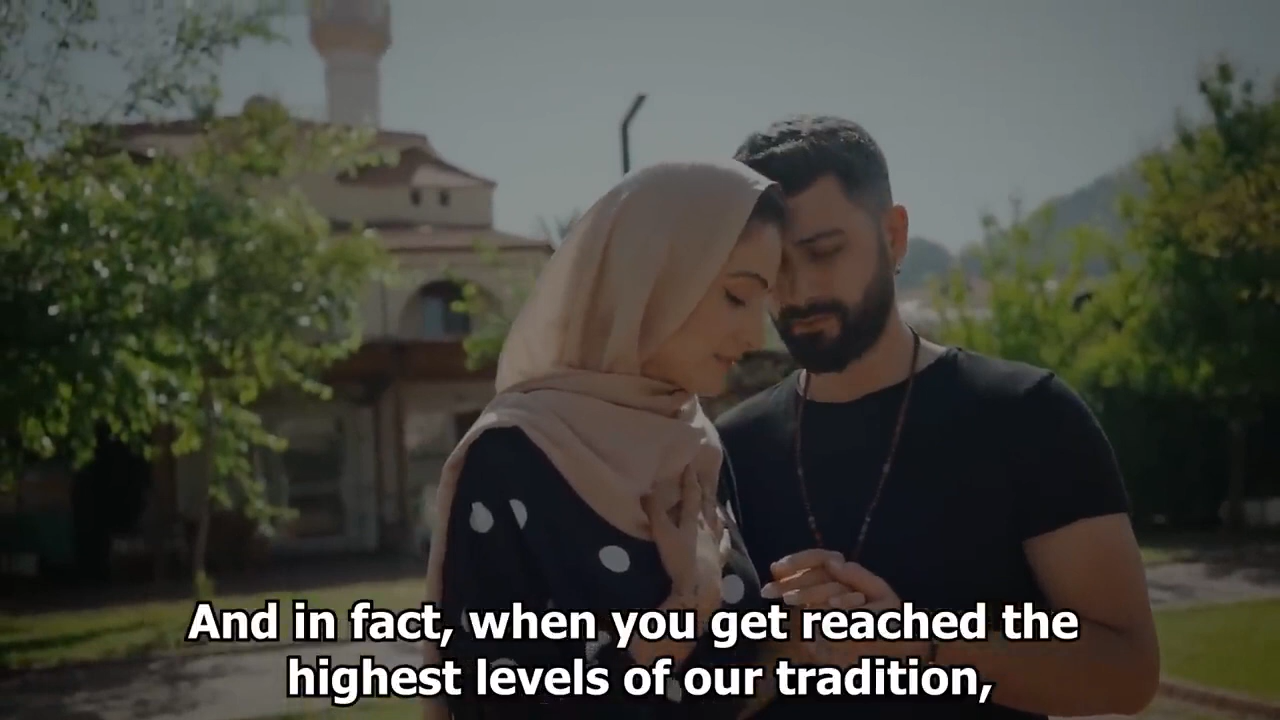 And in fact, when you get reached the
highest levels of our tradition,